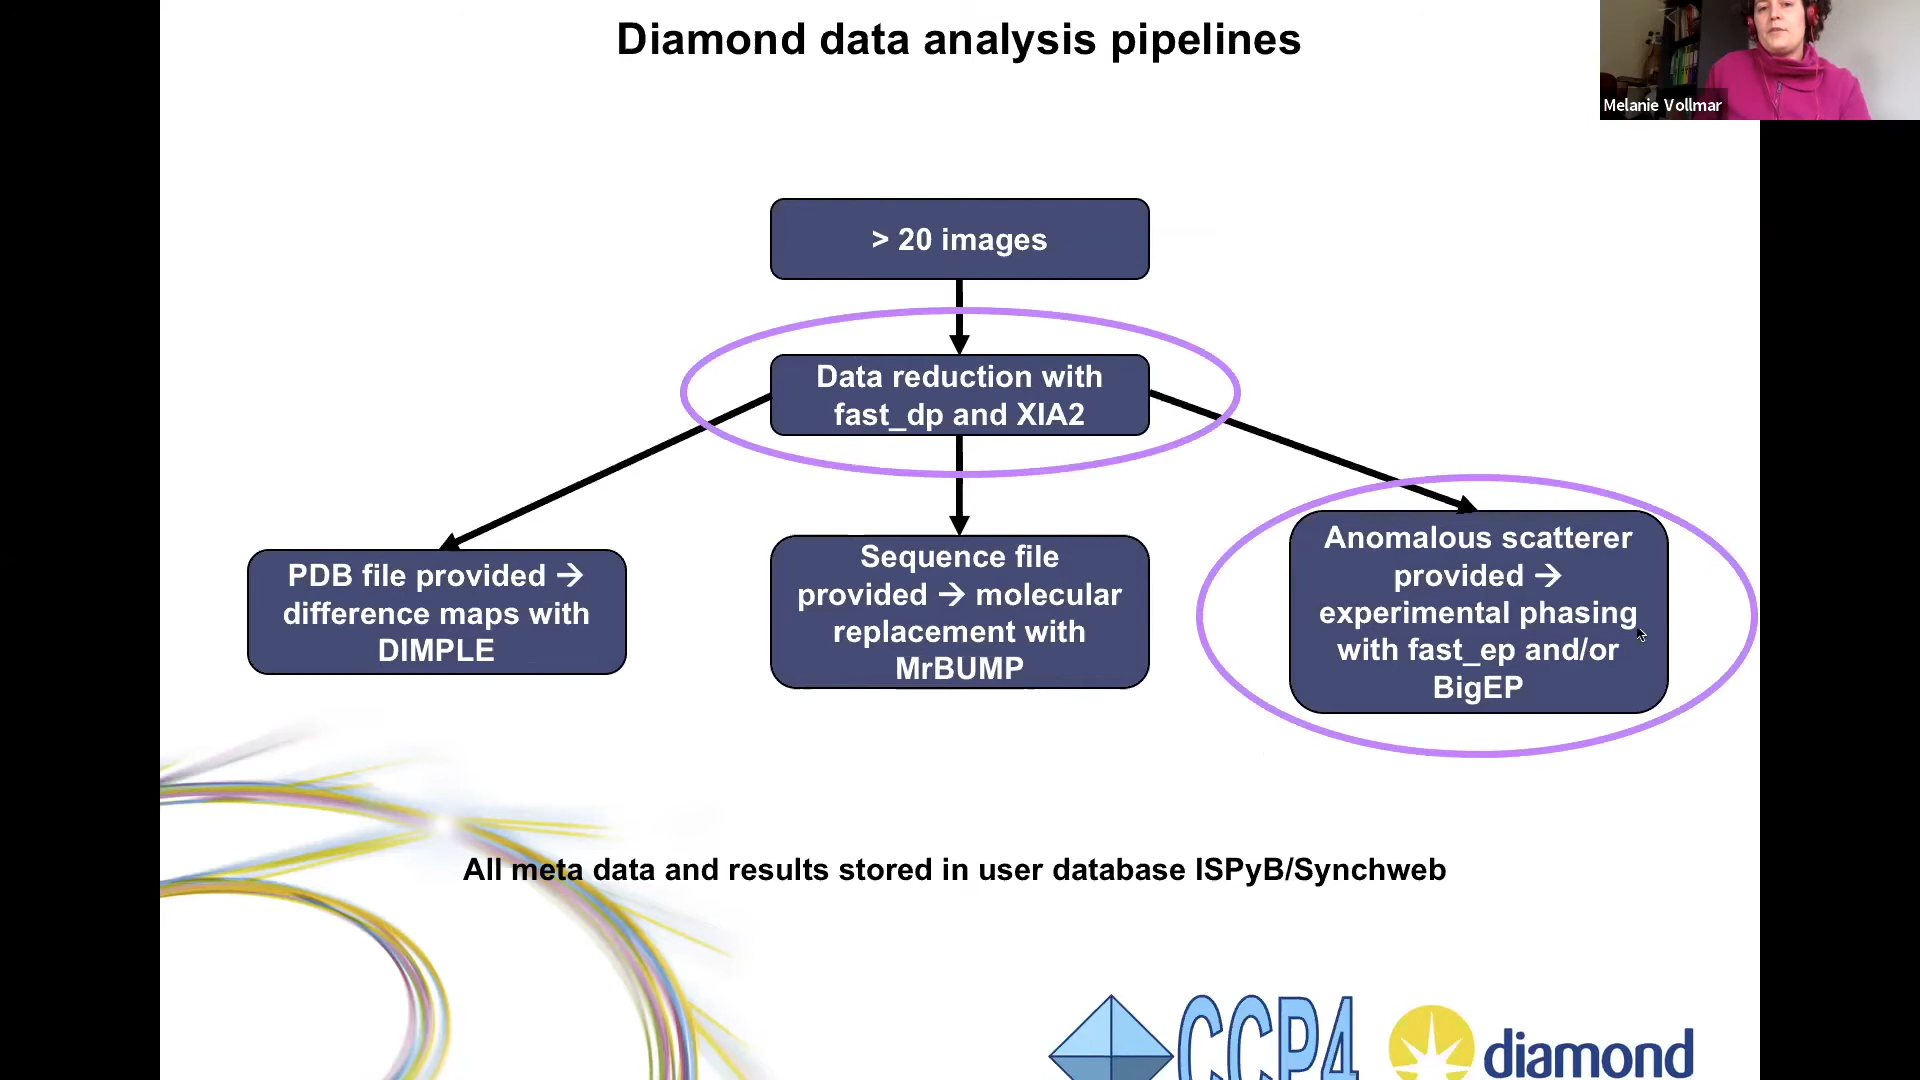 Diamond data analysis pipelines
Melanie Vollmar
> 20 images
Data reduction with
fast_dp and XIA2
PDB file provided →
difference maps with
DIMPLE
Sequence file
provided → molecular
replacement with
MrBUMP
Anomalous scatterer
provided →
experimental phasing
with fast_ep and/or
BigEP
All meta data and results stored in user database ISPyB/Synchweb
CCP4
diamond